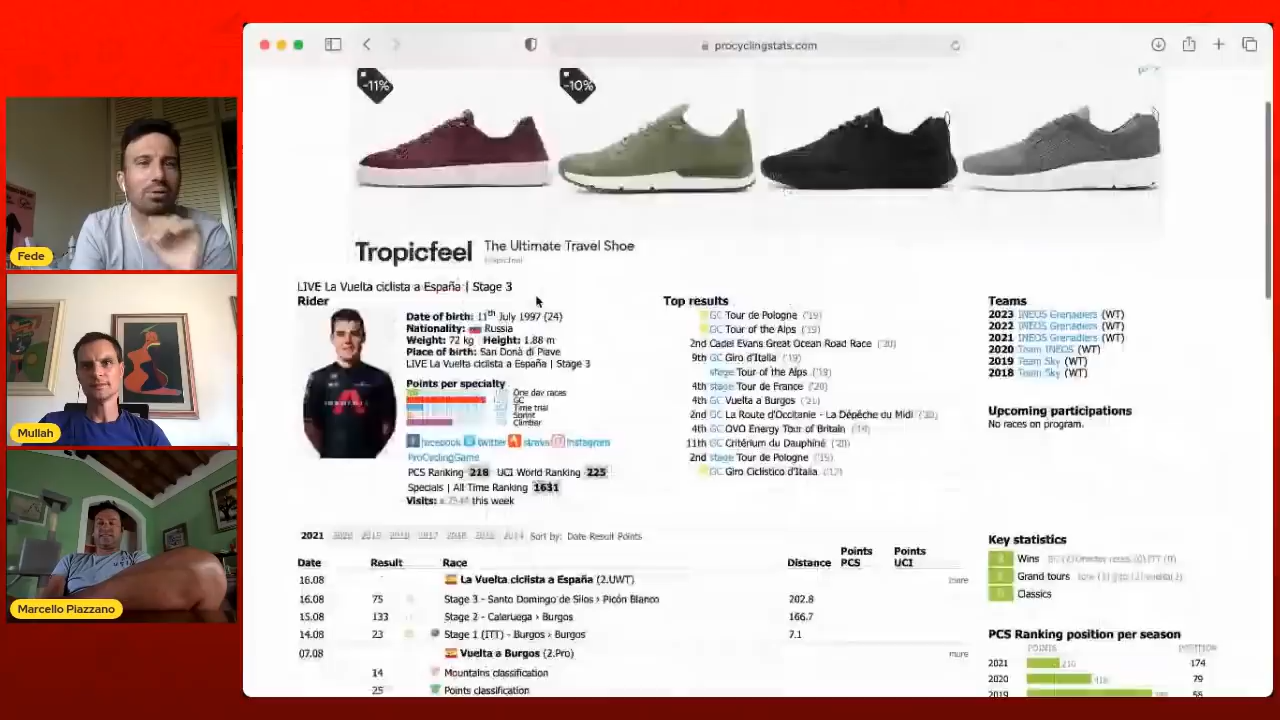 procyclingstats.com
-11%
-10%
Tropicfeel
The Ultimate Travel Shoe
tropicfeel
LIVE La Vuelta ciclista a España | Stage 3
Rider
Date of birth: 11th July 1997 (24)
Nationality: Russia
Weight: 72 kg Height: 1.88 m
Place of birth: San Donà di Piave
LIVE La Vuelta ciclista a España | Stage 3
Points per specialty
One day races
GC
Time trial
Sprint
Climber
facebook twitter strava instagram
ProCyclingGame
PCS Ranking 218 UCI World Ranking 225
Specials | All Time Ranking 1631
Visits: this week
Top results
GC Tour de Pologne ('19)
GC Tour of the Alps ('19)
2nd Cadel Evans Great Ocean Road Race ('20)
9th GC Giro d'Italia ('19)
stage Tour of the Alps ('19)
4th stage Tour de France ('20)
4th GC Vuelta a Burgos ('21)
2nd GC La Route d'Occitanie - La Dépêche du Midi ('20)
4th GC OVO Energy Tour of Britain
11th GC Critérium du Dauphiné
2nd stage Tour de Pologne ('19)
GC Giro Ciclistico d'Italia
Teams
2023 INEOS Grenadiers (WT)
2022 INEOS Grenadiers (WT)
2021 INEOS Grenadiers (WT)
2020 Team INEOS (WT)
2019 Team Sky (WT)
2018 Team Sky (WT)
Upcoming participations
No races on program.
2021
Sort by: Date Result Points
Date Result Race Distance Points PCS Points UCI
16.08 La Vuelta ciclista a España (2.UWT) more
16.08 75 Stage 3 - Santo Domingo de Silos › Picón Blanco 202.8
15.08 133 Stage 2 - Caleruega › Burgos 166.7
14.08 23 Stage 1 (ITT) - Burgos › Burgos 7.1
07.08 Vuelta a Burgos (2.Pro) more
14 Mountains classification
25 Points classification
Key statistics
Wins
Grand tours
Classics
PCS Ranking position per season
POINTS POSITION
2021 210 174
2020 418 79
2019 58
Fede
Mullah
Marcello Piazzano